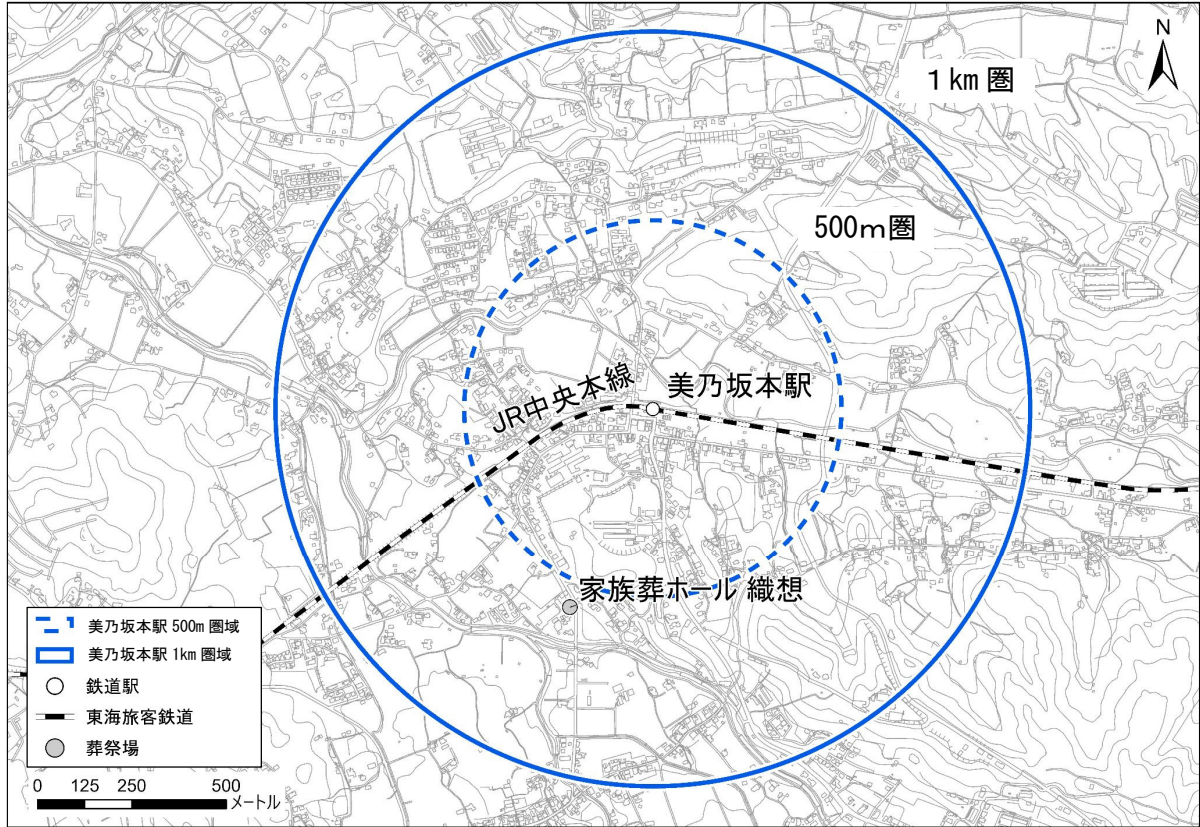 N
1km圏
500m圏
JR中央本線
美乃坂本駅
家族葬ホール 織想
美乃坂本駅 500m 圏域
美乃坂本駅 1km 圏域
鉄道駅
東海旅客鉄道
葬祭場
0 125 250 500 メートル